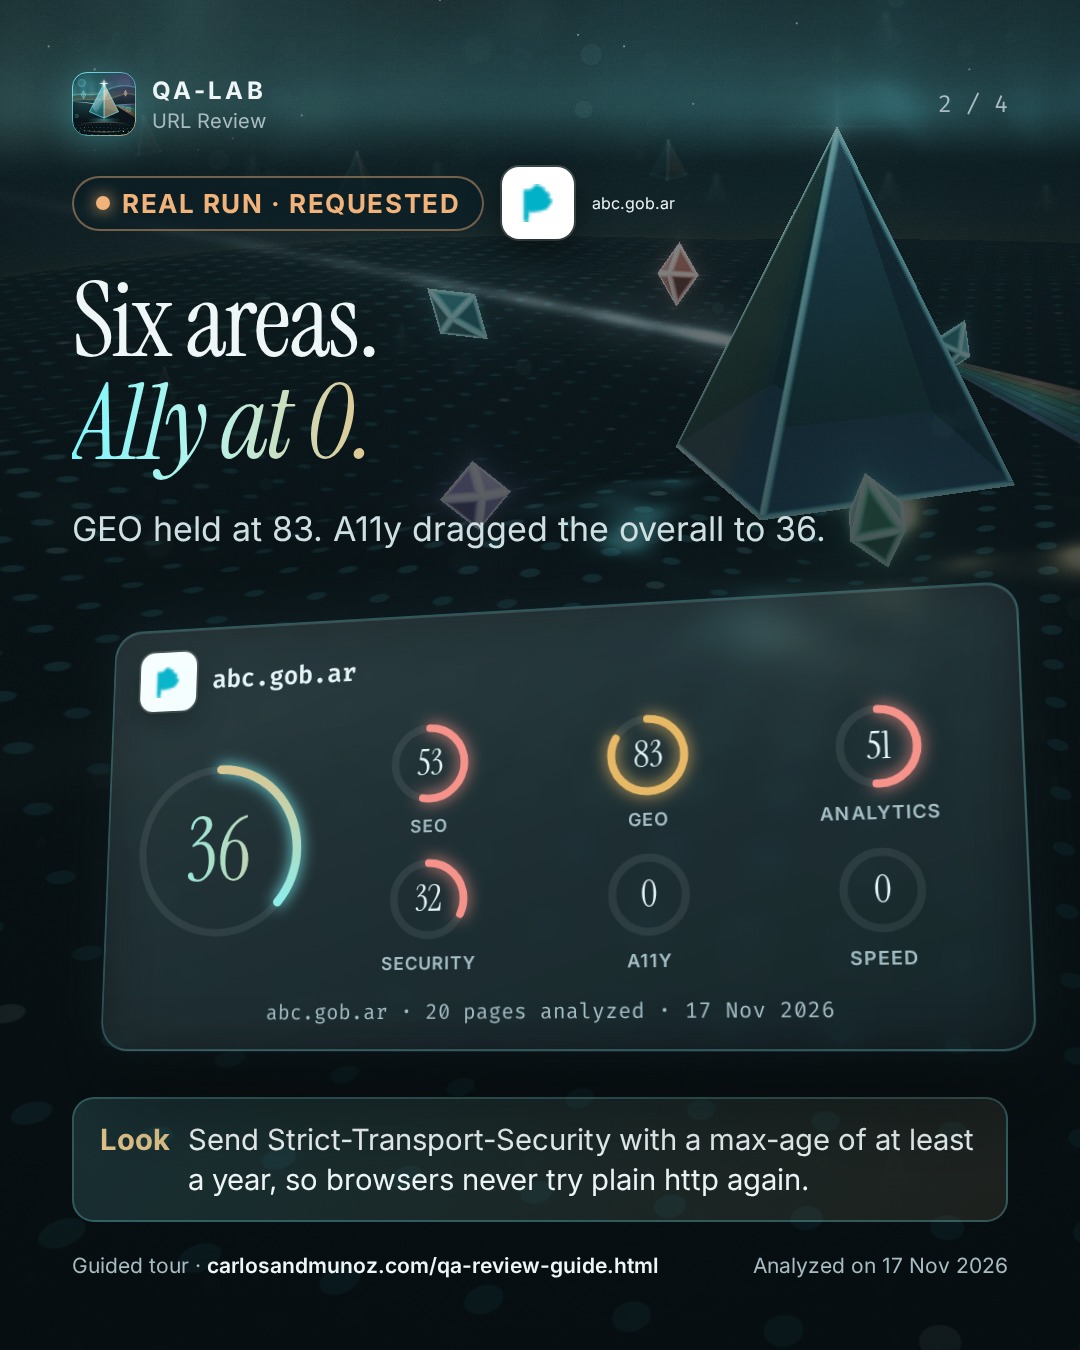 QA-LAB
URL Review
2 / 4
REAL RUN · REQUESTED
abc.gob.ar
Six areas.
A11y at 0.
GEO held at 83. A11y dragged the overall to 36.
abc.gob.ar
36
53
SEO
83
GEO
51
ANALYTICS
32
SECURITY
0
A11Y
0
SPEED
abc.gob.ar · 20 pages analyzed · 17 Nov 2026
Look Send Strict-Transport-Security with a max-age of at least
a year, so browsers never try plain http again.
Guided tour · carlosandmunoz.com/qa-review-guide.html
Analyzed on 17 Nov 2026